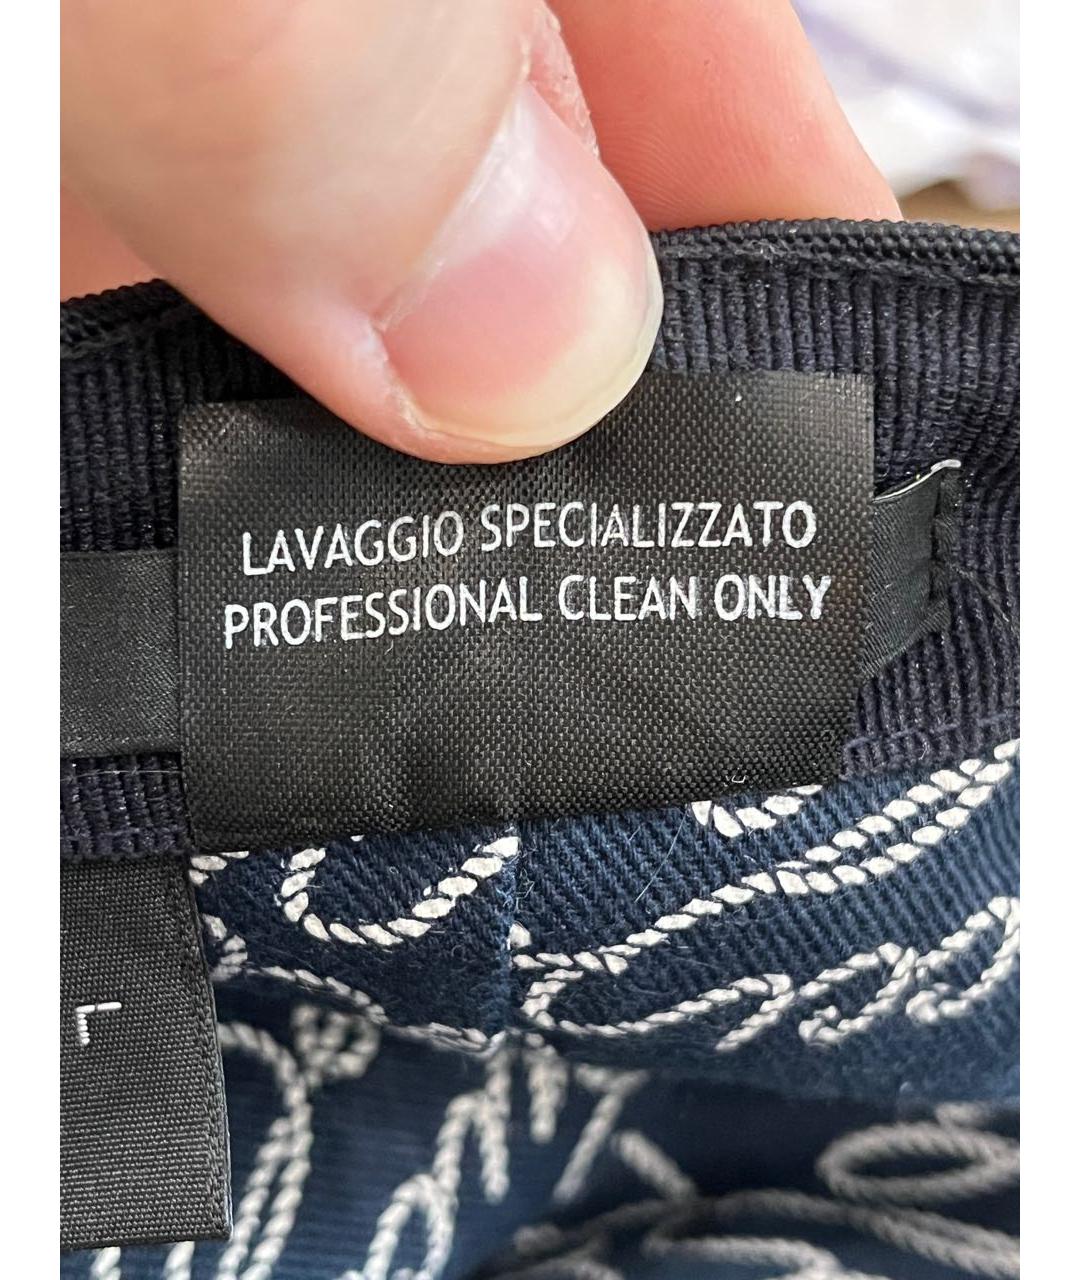 LAVAGGIO SPECIALIZZATO
PROFESSIONAL CLEAN ONLY
L